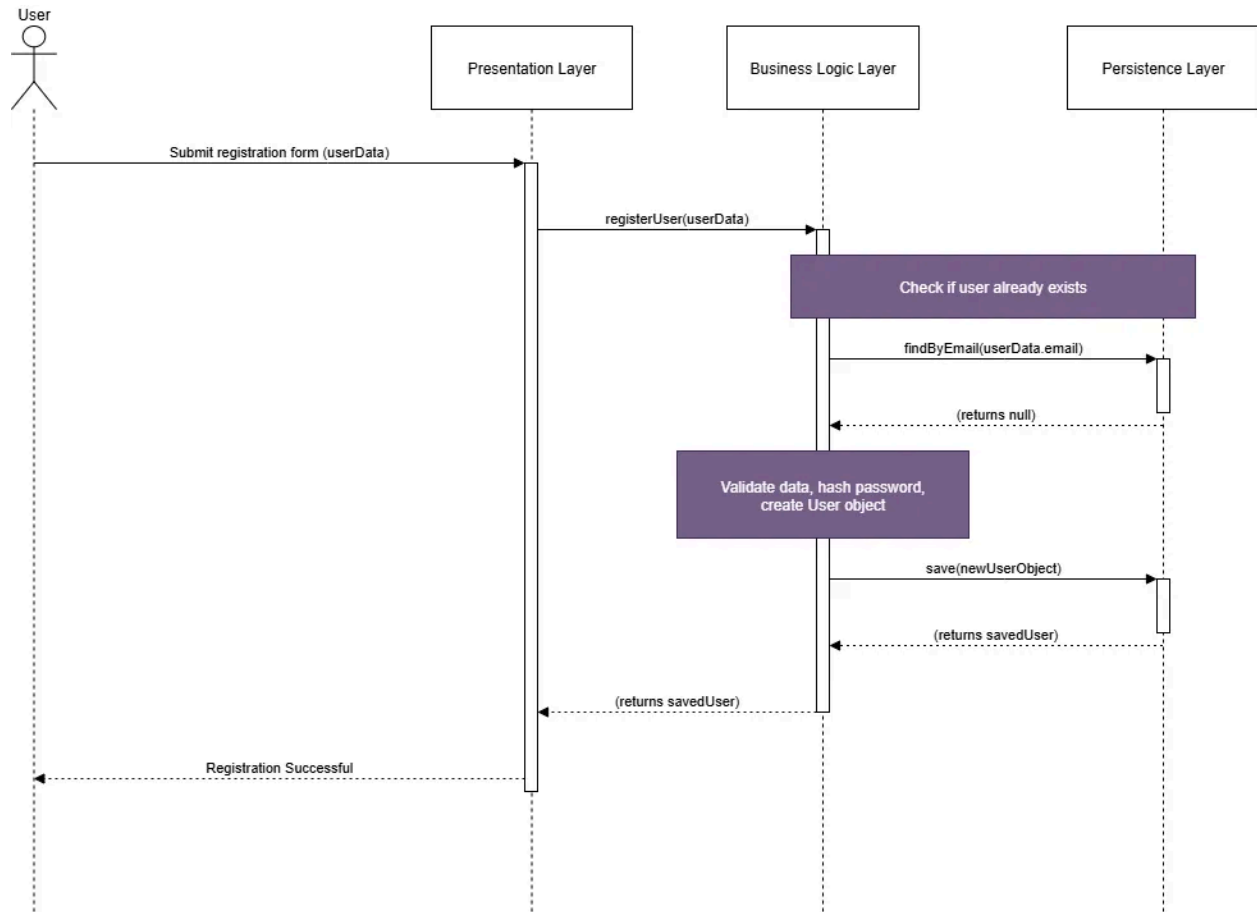 User
Presentation Layer
Business Logic Layer
Persistence Layer
Submit registration form (userData)
registerUser(userData)
Check if user already exists
findByEmail(userData.email)
(returns null)
Validate data, hash password,
create User object
save(newUserObject)
(returns savedUser)
(returns savedUser)
Registration Successful